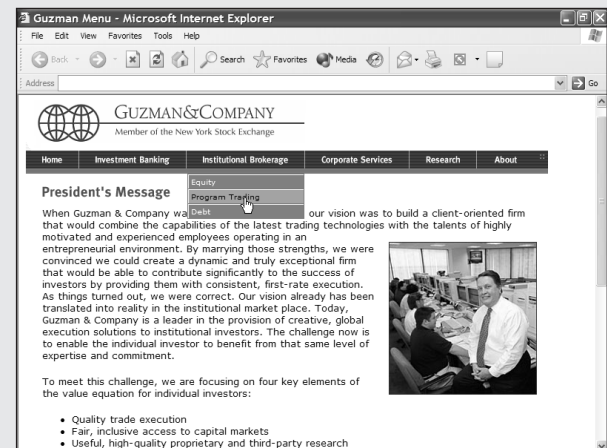 Guzman Menu - Microsoft Internet Explorer
File Edit View Favorites Tools Help
Back Search Favorites Media
Address Go
GUZMAN&COMPANY
Member of the New York Stock Exchange
Home Investment Banking Institutional Brokerage Corporate Services Research About
Equity
Program Trading
Debt
President's Message
When Guzman & Company wa our vision was to build a client-oriented firm
that would combine the capabilities of the latest trading technologies with the talents of highly
motivated and experienced employees operating in an
entrepreneurial environment. By marrying those strengths, we were
convinced we could create a dynamic and truly exceptional firm
that would be able to contribute significantly to the success of
investors by providing them with consistent, first-rate execution.
As things turned out, we were correct. Our vision already has been
translated into reality in the institutional market place. Today,
Guzman & Company is a leader in the provision of creative, global
execution solutions to institutional investors. The challenge now is
to enable the individual investor to benefit from that same level of
expertise and commitment.
To meet this challenge, we are focusing on four key elements of
the value equation for individual investors:
• Quality trade execution
• Fair, inclusive access to capital markets
• Useful, high-quality proprietary and third-party research